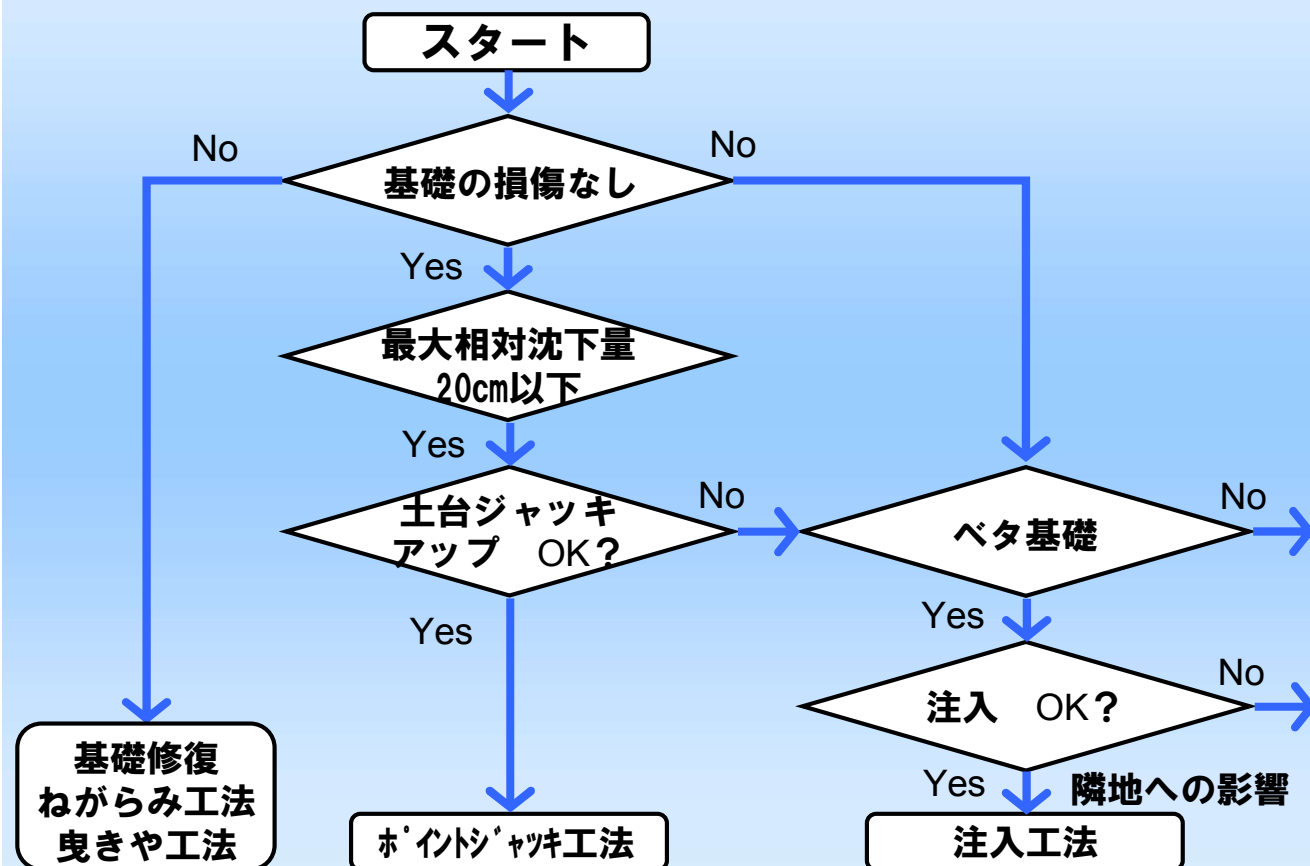 スタート
No
No
基礎の損傷なし
Yes
最大相対沈下量
20cm以下
Yes
土台ジャッキ
アップ　OK？
No
ベタ基礎
No
Yes
Yes
注入　OK？
No
基礎修復
ねがらみ工法
曳きや工法
Yes
隣地への影響
ﾎﾟｲﾝﾄｼﾞｬｯｷ工法
注入工法